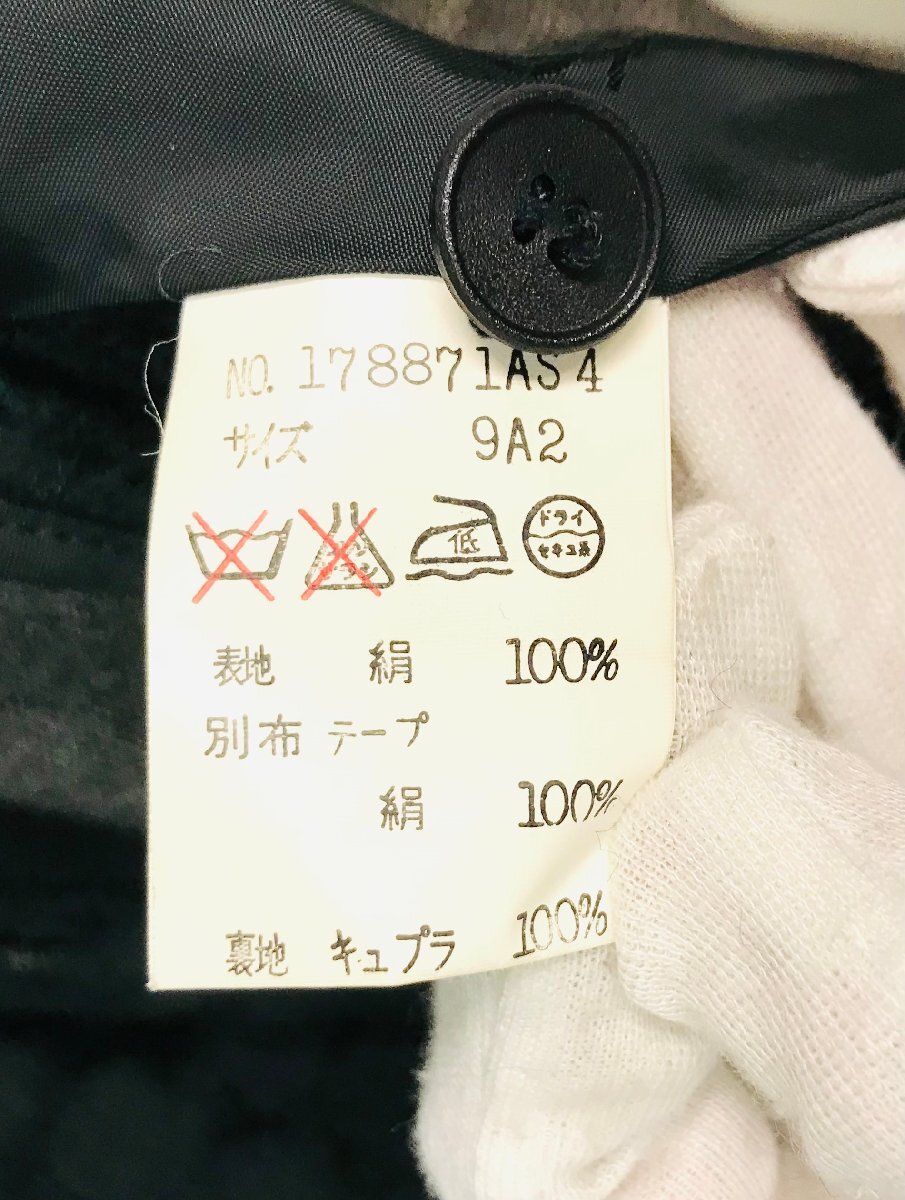 NO. 178871AS4
サイズ 9A2
低 ドライ
セキユ系
表地 絹 100%
別布 テープ
絹 100%
裏地 キュプラ 100%